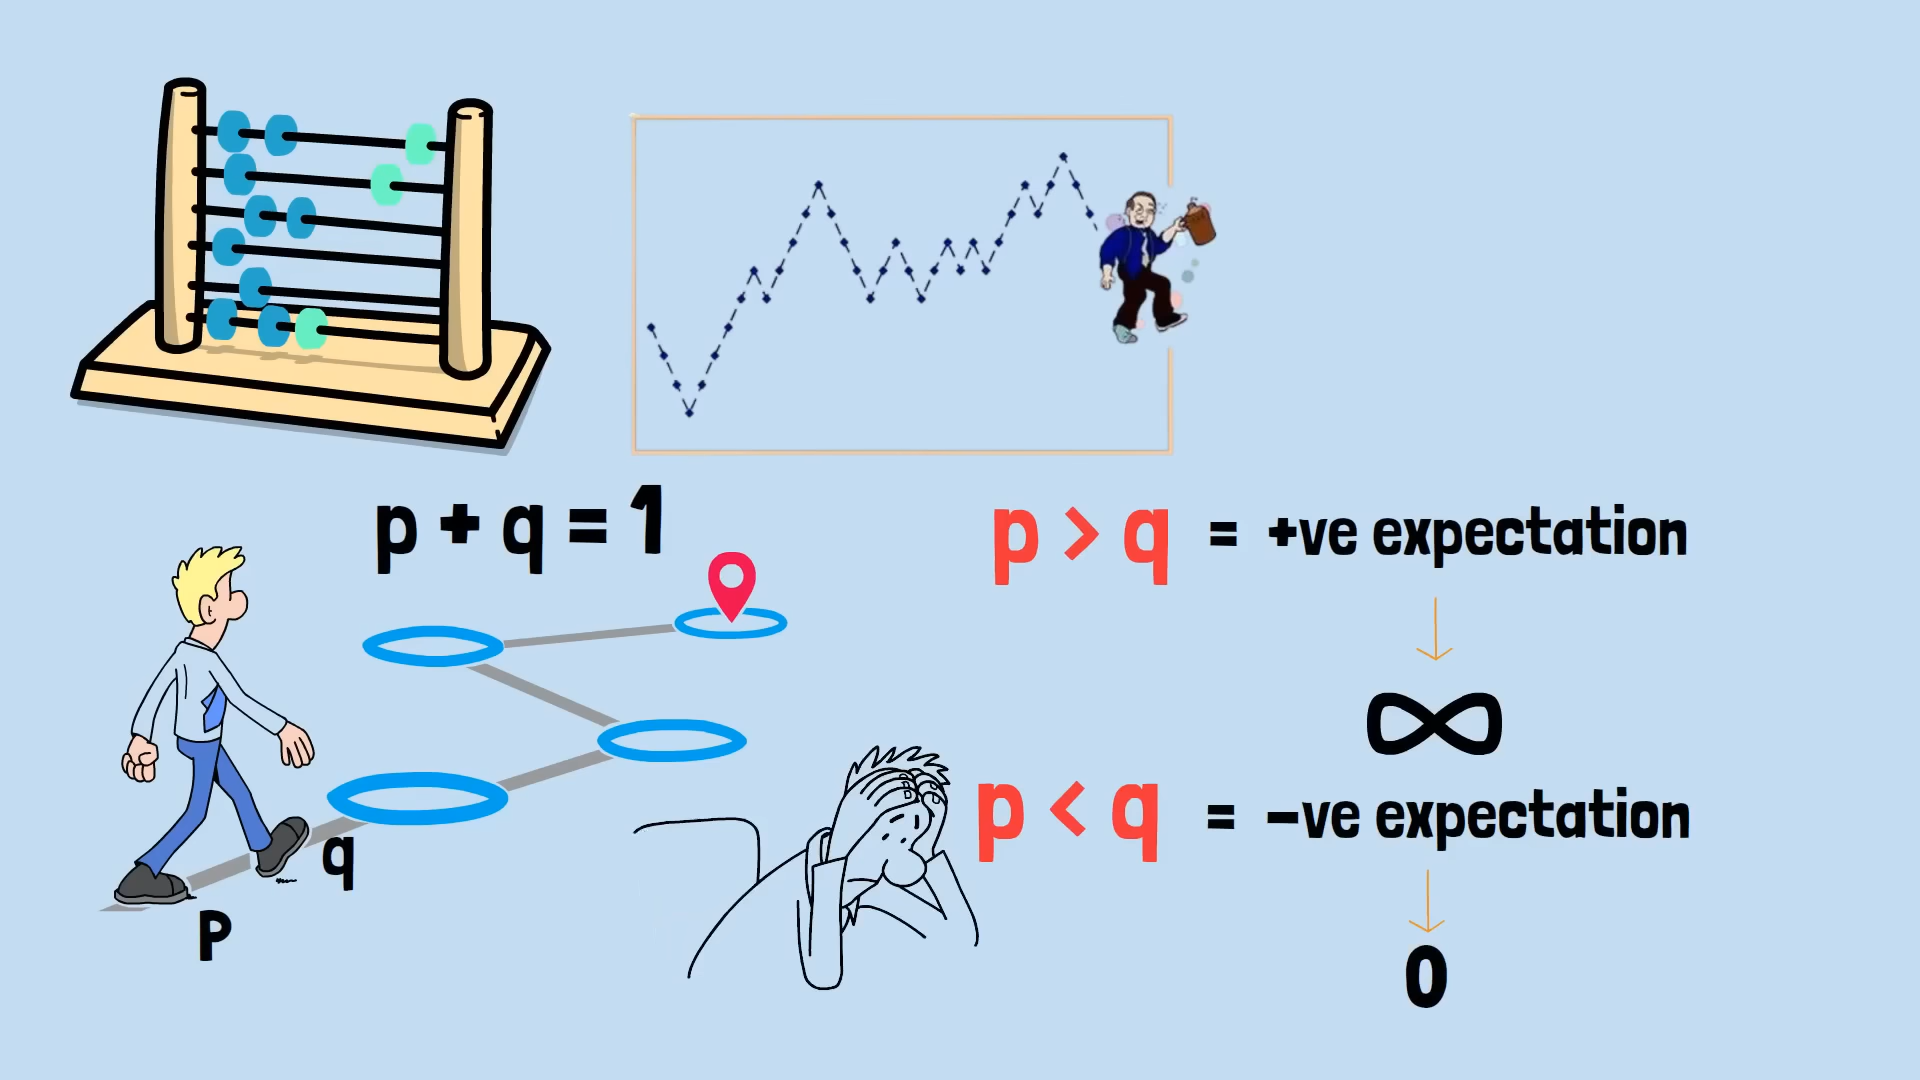 p + q = 1
p > q = +ve expectation
∞
p < q = -ve expectation
q
P
0